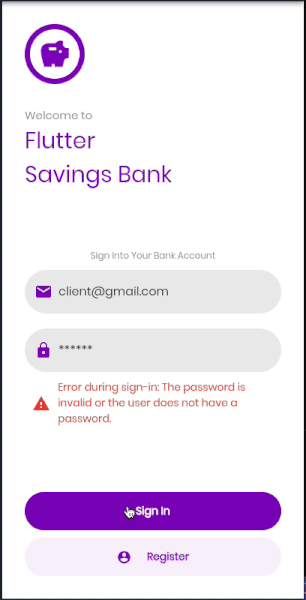 Welcome to
Flutter
Savings Bank
Sign Into Your Bank Account
client@gmail.com
******
Error during sign-in: The password is
invalid or the user does not have a
password.
Sign In
Register